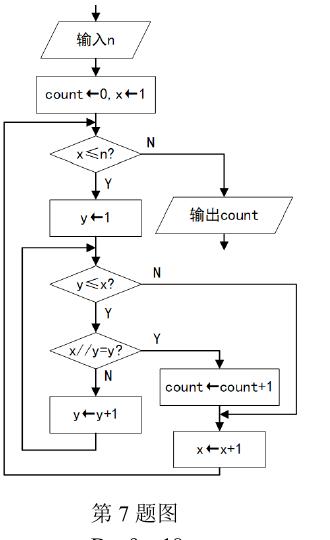 输入n
count←0, x←1
x≤n?
N
Y
y←1
输出count
y≤x?
N
Y
x//y=y?
Y
N
count←count+1
y←y+1
x←x+1
第 7 题图